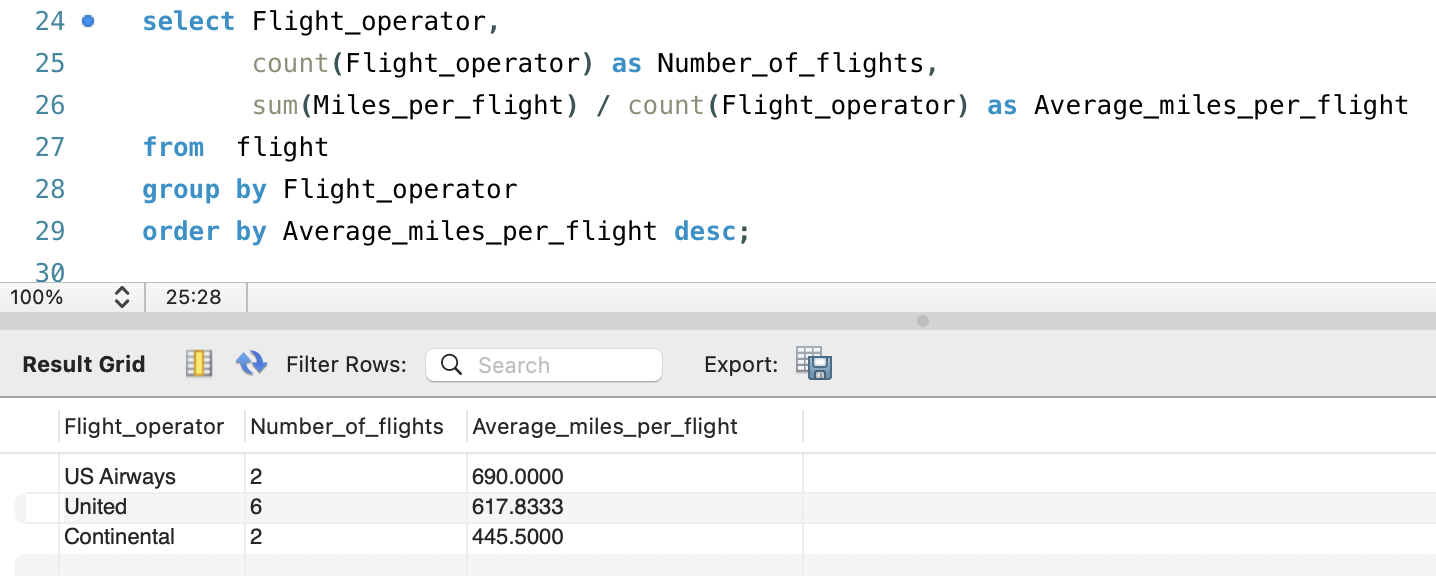 24 select Flight_operator,
25 count(Flight_operator) as Number_of_flights,
26 sum(Miles_per_flight) / count(Flight_operator) as Average_miles_per_flight
27 from  flight
28 group by Flight_operator
29 order by Average_miles_per_flight desc;
30
100% 25:28
Result Grid Filter Rows: Search Export:
Flight_operator Number_of_flights Average_miles_per_flight
US Airways 2 690.0000
United 6 617.8333
Continental 2 445.5000